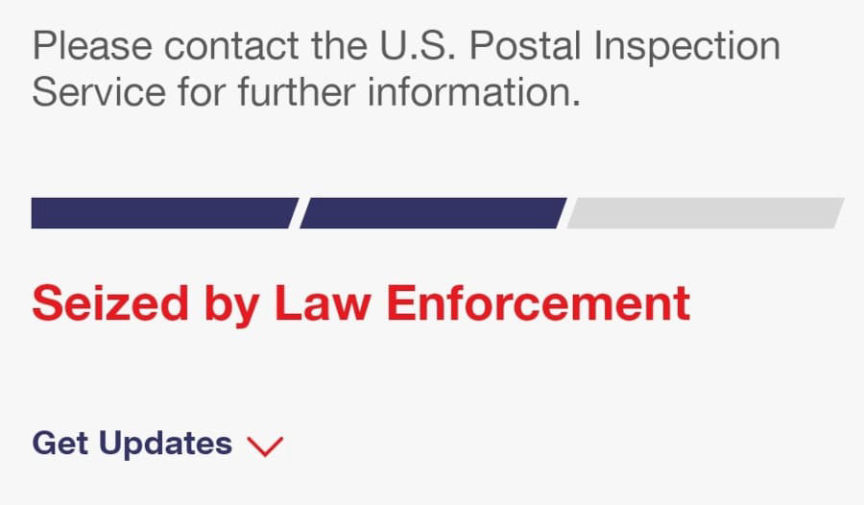 Please contact the U.S. Postal Inspection
Service for further information.
Seized by Law Enforcement
Get Updates